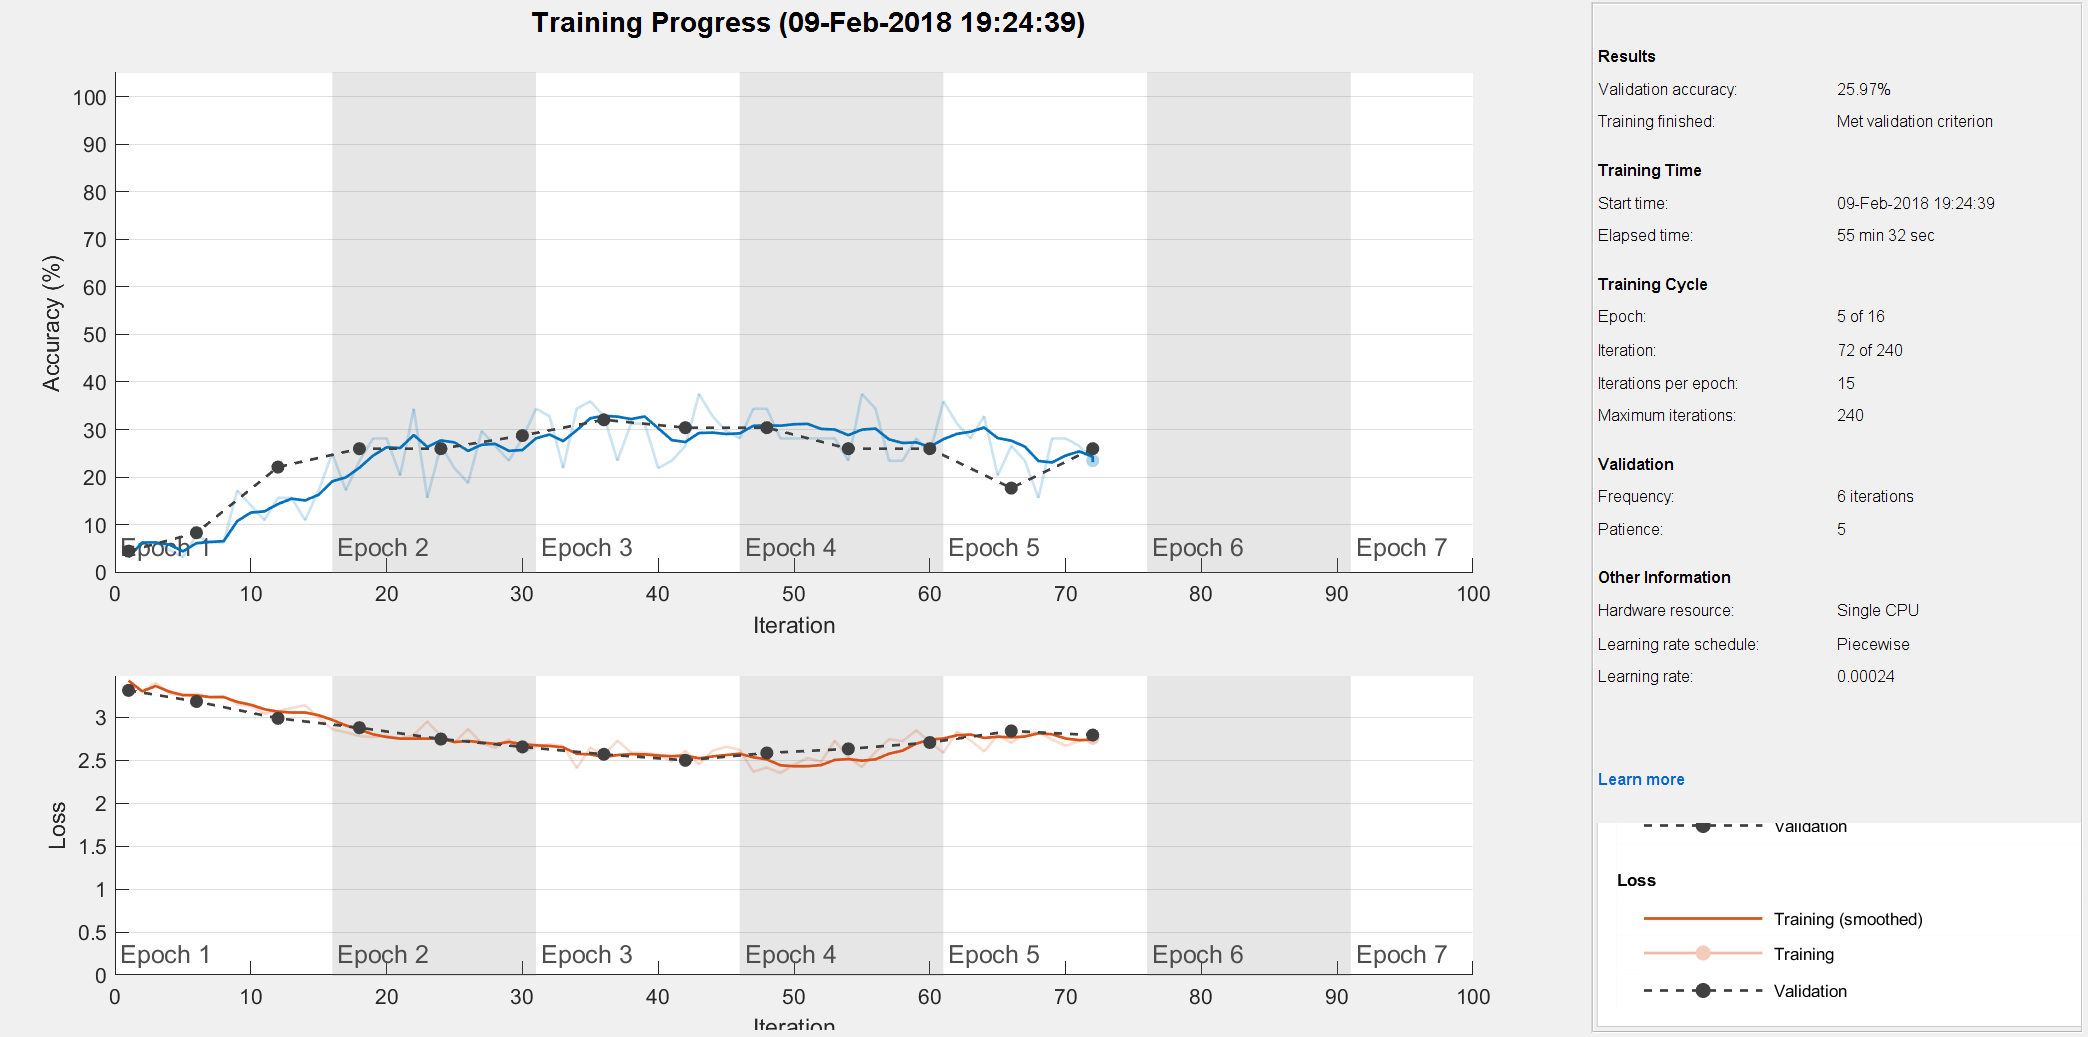 Training Progress (09-Feb-2018 19:24:39)
100
90
80
70
60
50
40
30
20
10
0
Accuracy (%)
Epoch 1
Epoch 2
Epoch 3
Epoch 4
Epoch 5
Epoch 6
Epoch 7
0 10 20 30 40 50 60 70 80 90 100
Iteration
3
2.5
2
1.5
1
0.5
0
Loss
Epoch 1
Epoch 2
Epoch 3
Epoch 4
Epoch 5
Epoch 6
Epoch 7
0 10 20 30 40 50 60 70 80 90 100
Iteration
Results
Validation accuracy: 25.97%
Training finished: Met validation criterion
Training Time
Start time: 09-Feb-2018 19:24:39
Elapsed time: 55 min 32 sec
Training Cycle
Epoch: 5 of 16
Iteration: 72 of 240
Iterations per epoch: 15
Maximum iterations: 240
Validation
Frequency: 6 iterations
Patience: 5
Other Information
Hardware resource: Single CPU
Learning rate schedule: Piecewise
Learning rate: 0.00024
Learn more
Validation
Loss
Training (smoothed)
Training
Validation